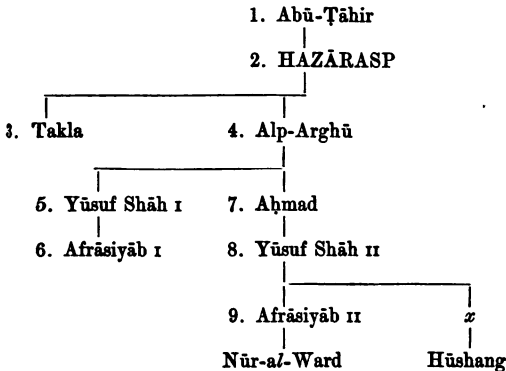 1. Abū-Ṭāhir
2. HAZĀRASP
3. Takla 4. Alp-Arghū
5. Yūsuf Shāh I 7. Aḥmad
6. Afrāsiyāb I 8. Yūsuf Shāh II
9. Afrāsiyāb II x
Nūr-al-Ward Hūshang